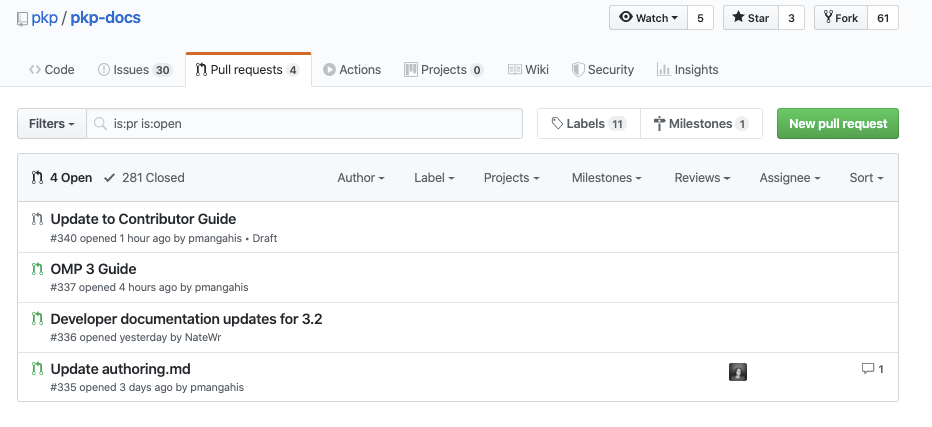 pkp / pkp-docs
Watch 5 Star 3 Fork 61
Code Issues 30 Pull requests 4 Actions Projects 0 Wiki Security Insights
Filters is:pr is:open Labels 11 Milestones 1 New pull request
4 Open 281 Closed Author Label Projects Milestones Reviews Assignee Sort
Update to Contributor Guide
#340 opened 1 hour ago by pmangahis • Draft
OMP 3 Guide
#337 opened 4 hours ago by pmangahis
Developer documentation updates for 3.2
#336 opened yesterday by NateWr
Update authoring.md
1
#335 opened 3 days ago by pmangahis